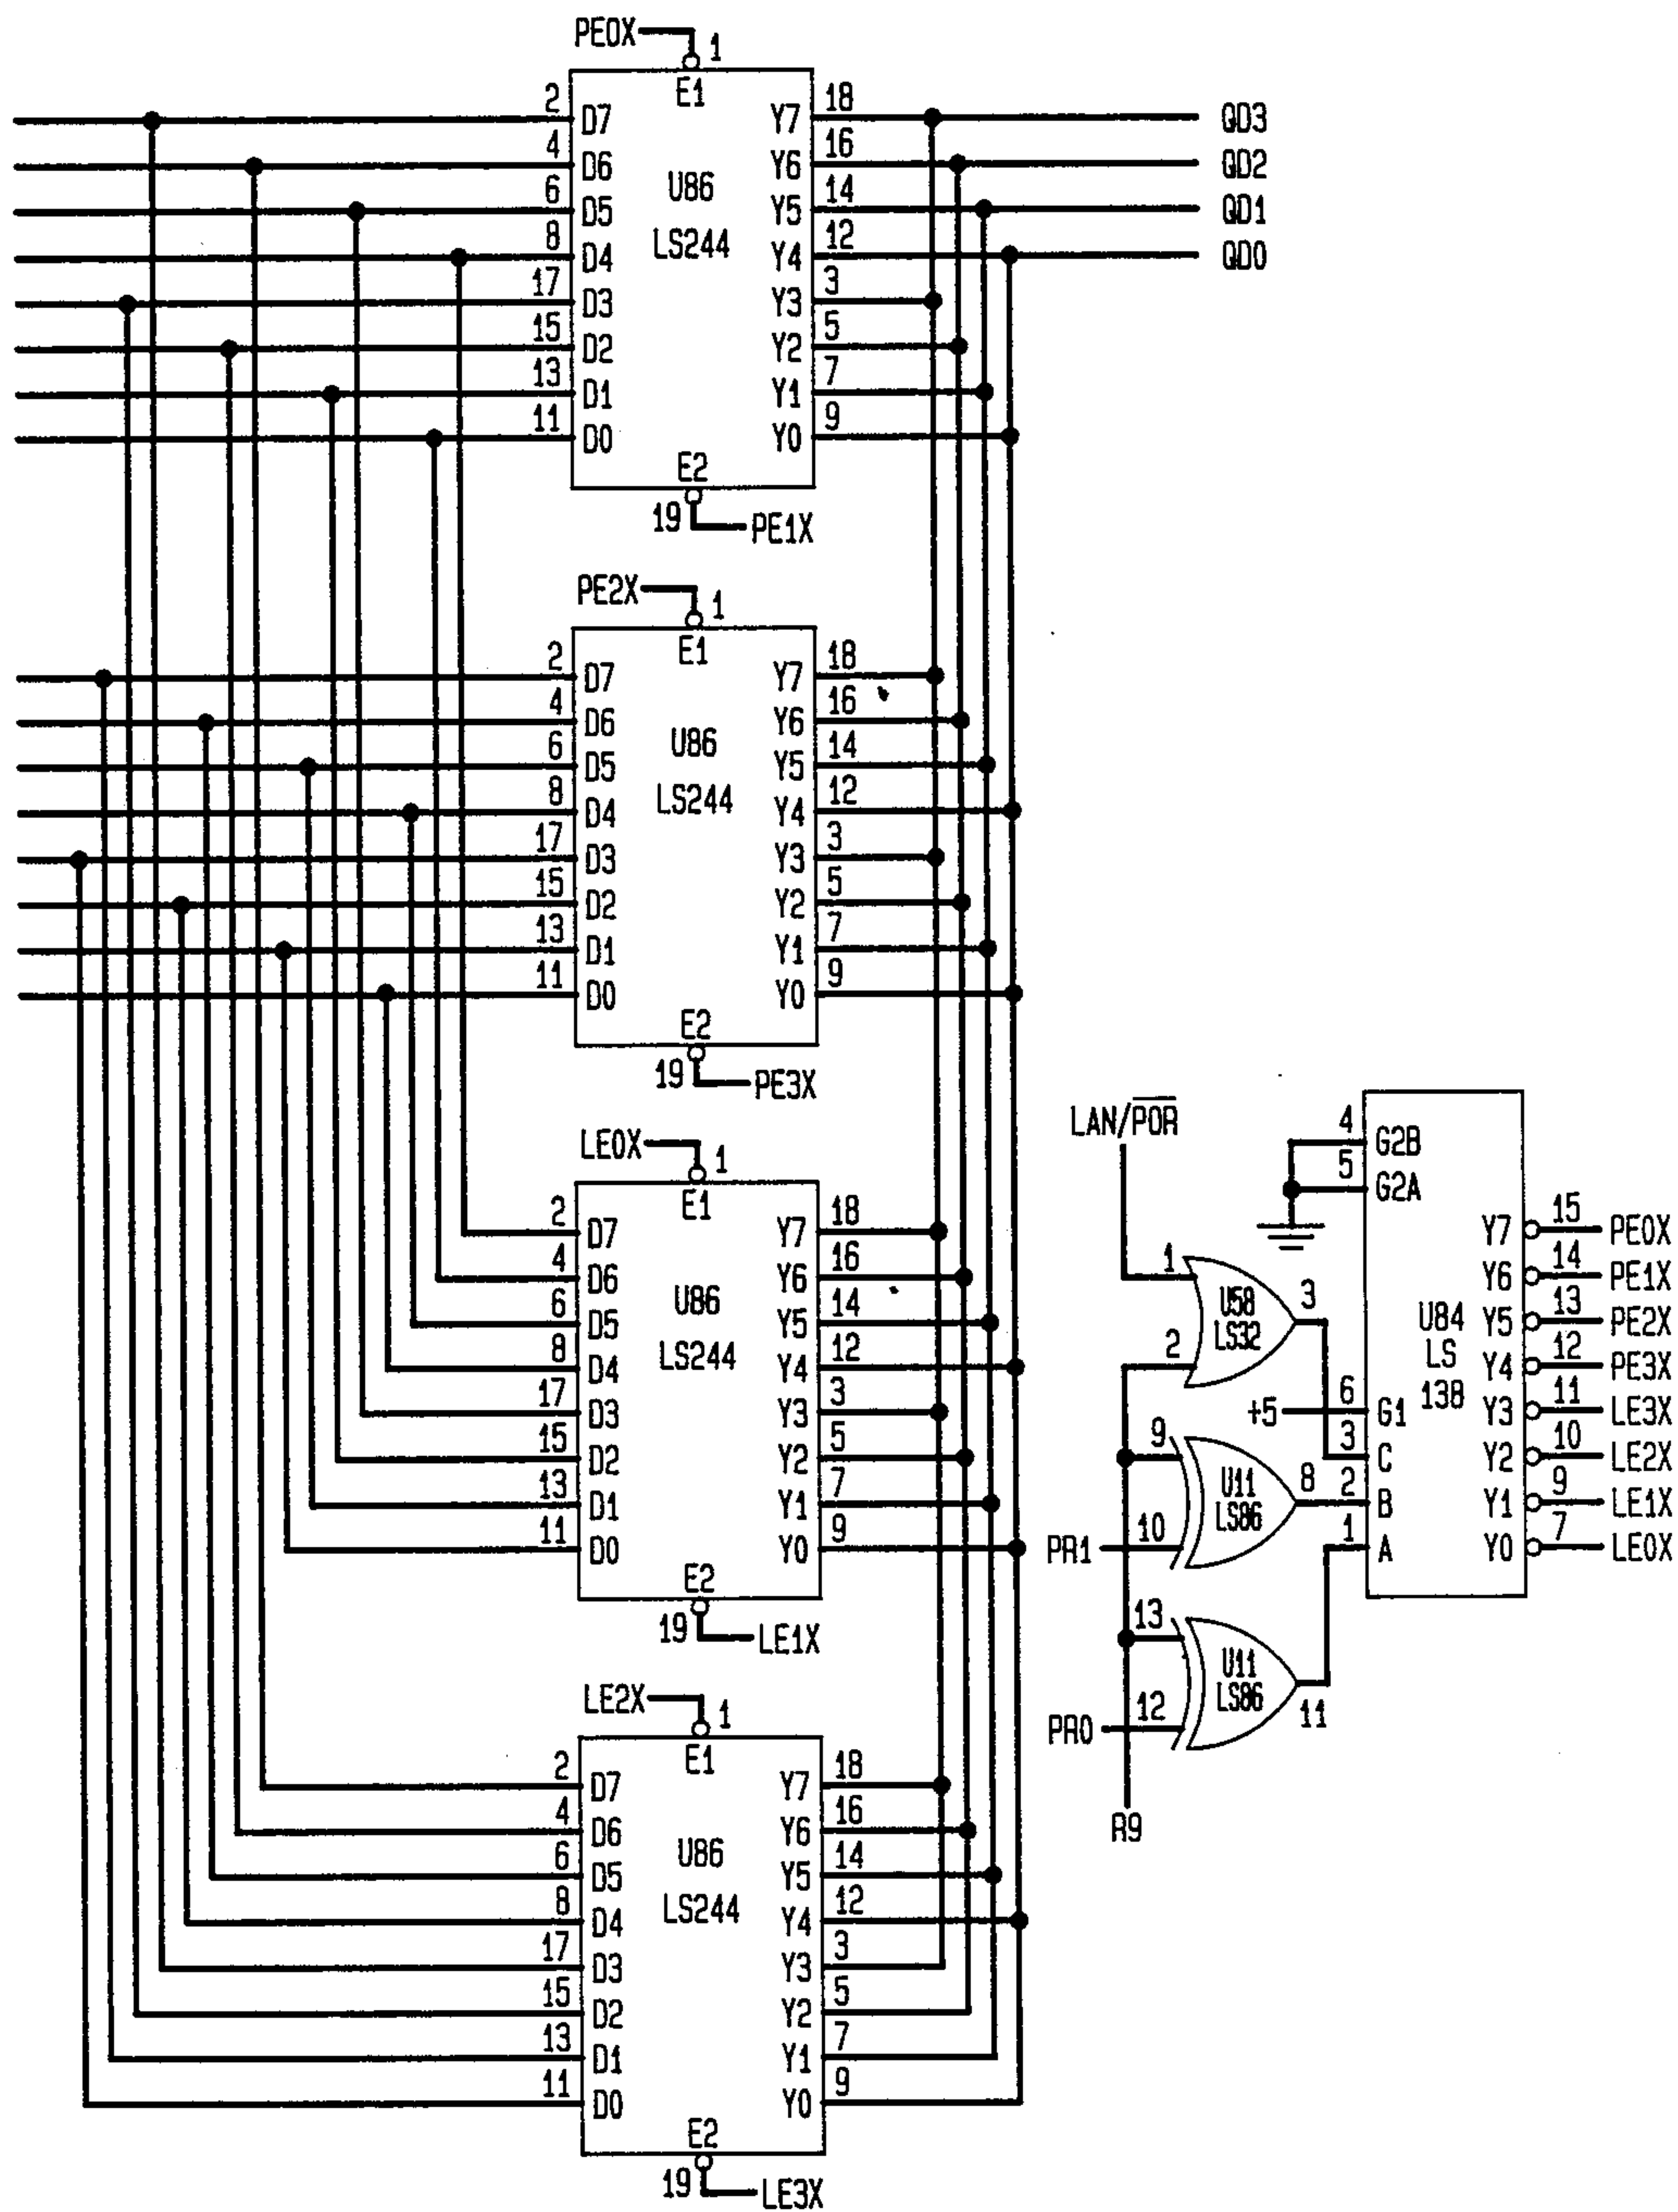 PE0X 1
E1
2 D7 Y7 18 QD3
4 D6 Y6 16 QD2
6 D5 Y5 14 QD1
8 D4 Y4 12 QD0
17 D3 Y3 3
15 D2 Y2 5
13 D1 Y1 7
11 D0 Y0 9
U86
LS244
E2
19 PE1X
PE2X 1
E1
2 D7 Y7 18
4 D6 Y6 16
6 D5 Y5 14
8 D4 Y4 12
17 D3 Y3 3
15 D2 Y2 5
13 D1 Y1 7
11 D0 Y0 9
U86
LS244
E2
19 PE3X
LE0X 1
E1
2 D7 Y7 18
4 D6 Y6 16
6 D5 Y5 14
8 D4 Y4 12
17 D3 Y3 3
15 D2 Y2 5
13 D1 Y1 7
11 D0 Y0 9
U86
LS244
E2
19 LE1X
LE2X 1
E1
2 D7 Y7 18
4 D6 Y6 16
6 D5 Y5 14
8 D4 Y4 12
17 D3 Y3 3
15 D2 Y2 5
13 D1 Y1 7
11 D0 Y0 9
U86
LS244
E2
19 LE3X
LAN/P̅O̅R̅
1
2
U58
LS32
3
9
PR1 10
U11
LS86
8
13
PR0 12
U11
LS86
11
R9
4 G2B
5 G2A
+5 6 G1
3 C
2 B
1 A
U84
LS
138
Y7 15 PE0X
Y6 14 PE1X
Y5 13 PE2X
Y4 12 PE3X
Y3 11 LE3X
Y2 10 LE2X
Y1 9 LE1X
Y0 7 LE0X